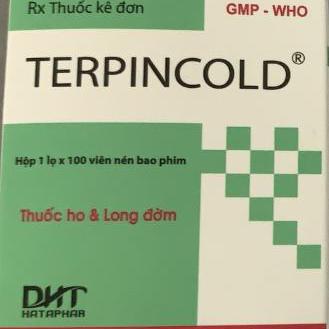 Rx Thuốc kê đơn
GMP - WHO
TERPINCOLD®
Hộp 1 lọ x 100 viên nén bao phim
Thuốc ho & Long đờm
DHT
HATAPHAR